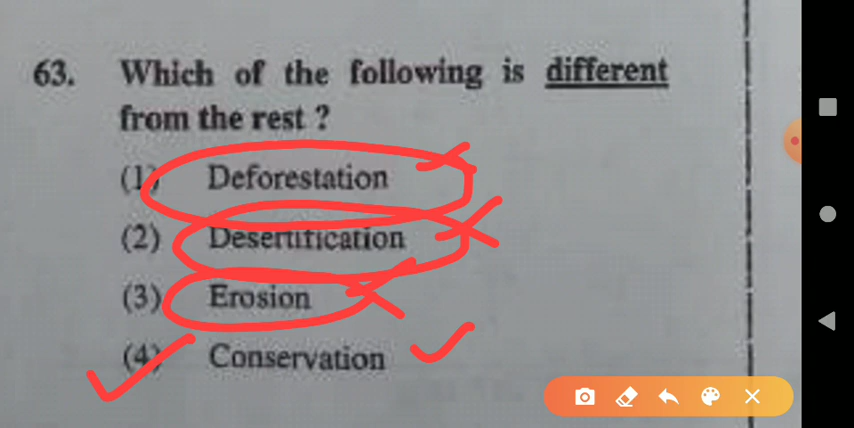 63. Which of the following is different
from the rest ?
(1) Deforestation
(2) Desertification
(3) Erosion
(4) Conservation